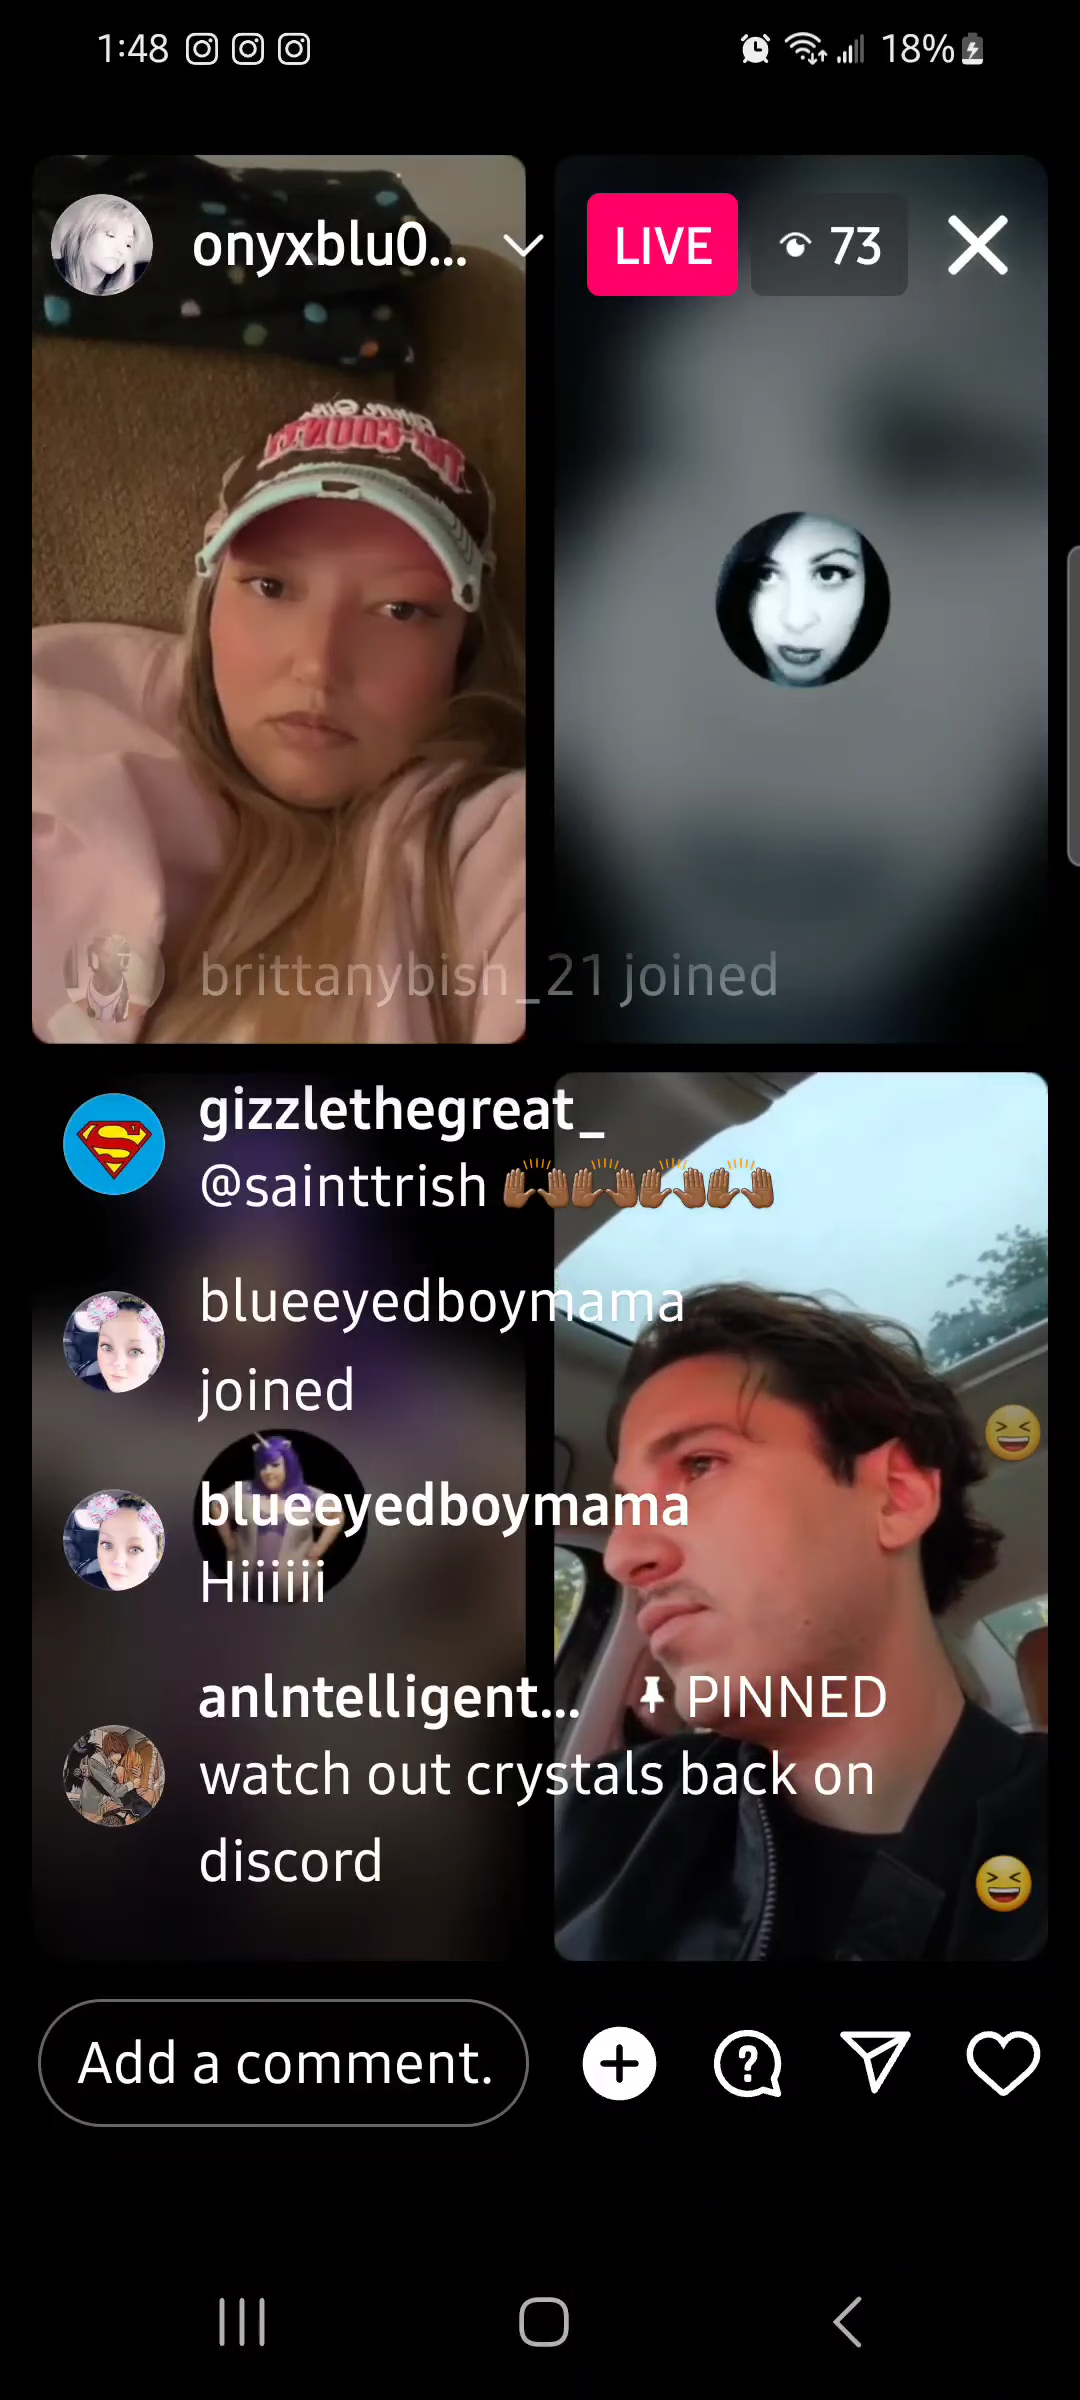 1:48
18%
onyxblu0...
LIVE
73
brittanybish_21 joined
gizzlethegreat_
@sainttrish 🙌🏾🙌🏾🙌🏾🙌🏾
blueeyedboymama
joined
blueeyedboymama
Hiiiiii
anlntelligent... PINNED
watch out crystals back on
discord
Add a comment.